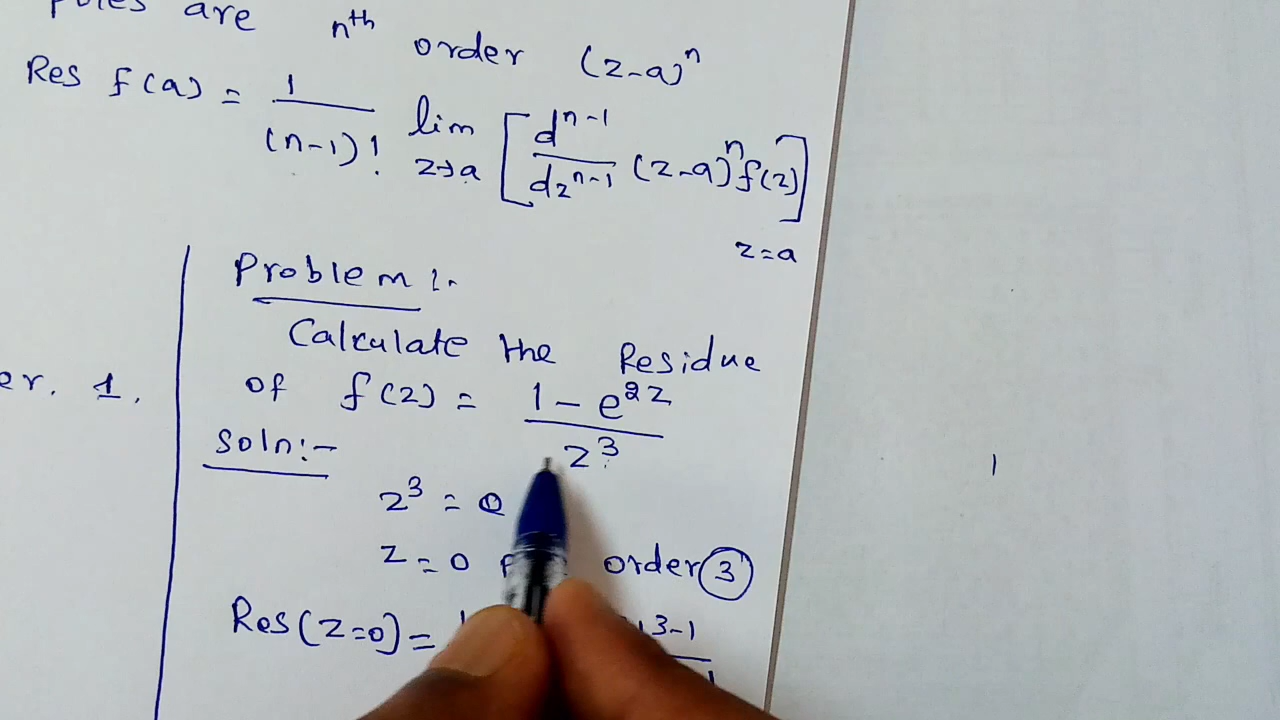 poles are nth order (z-a)^n
Res f(a) = 1/(n-1)! lim z→a [d^n-1/dz^n-1 (z-a)^n f(z)] z=a
Problem:-
Calculate the Residue
er. 1.
of f(z) = 1-e^2z/z^3
Soln:-
z^3 = 0
z=0 order 3
Res(z=0) = 3-1